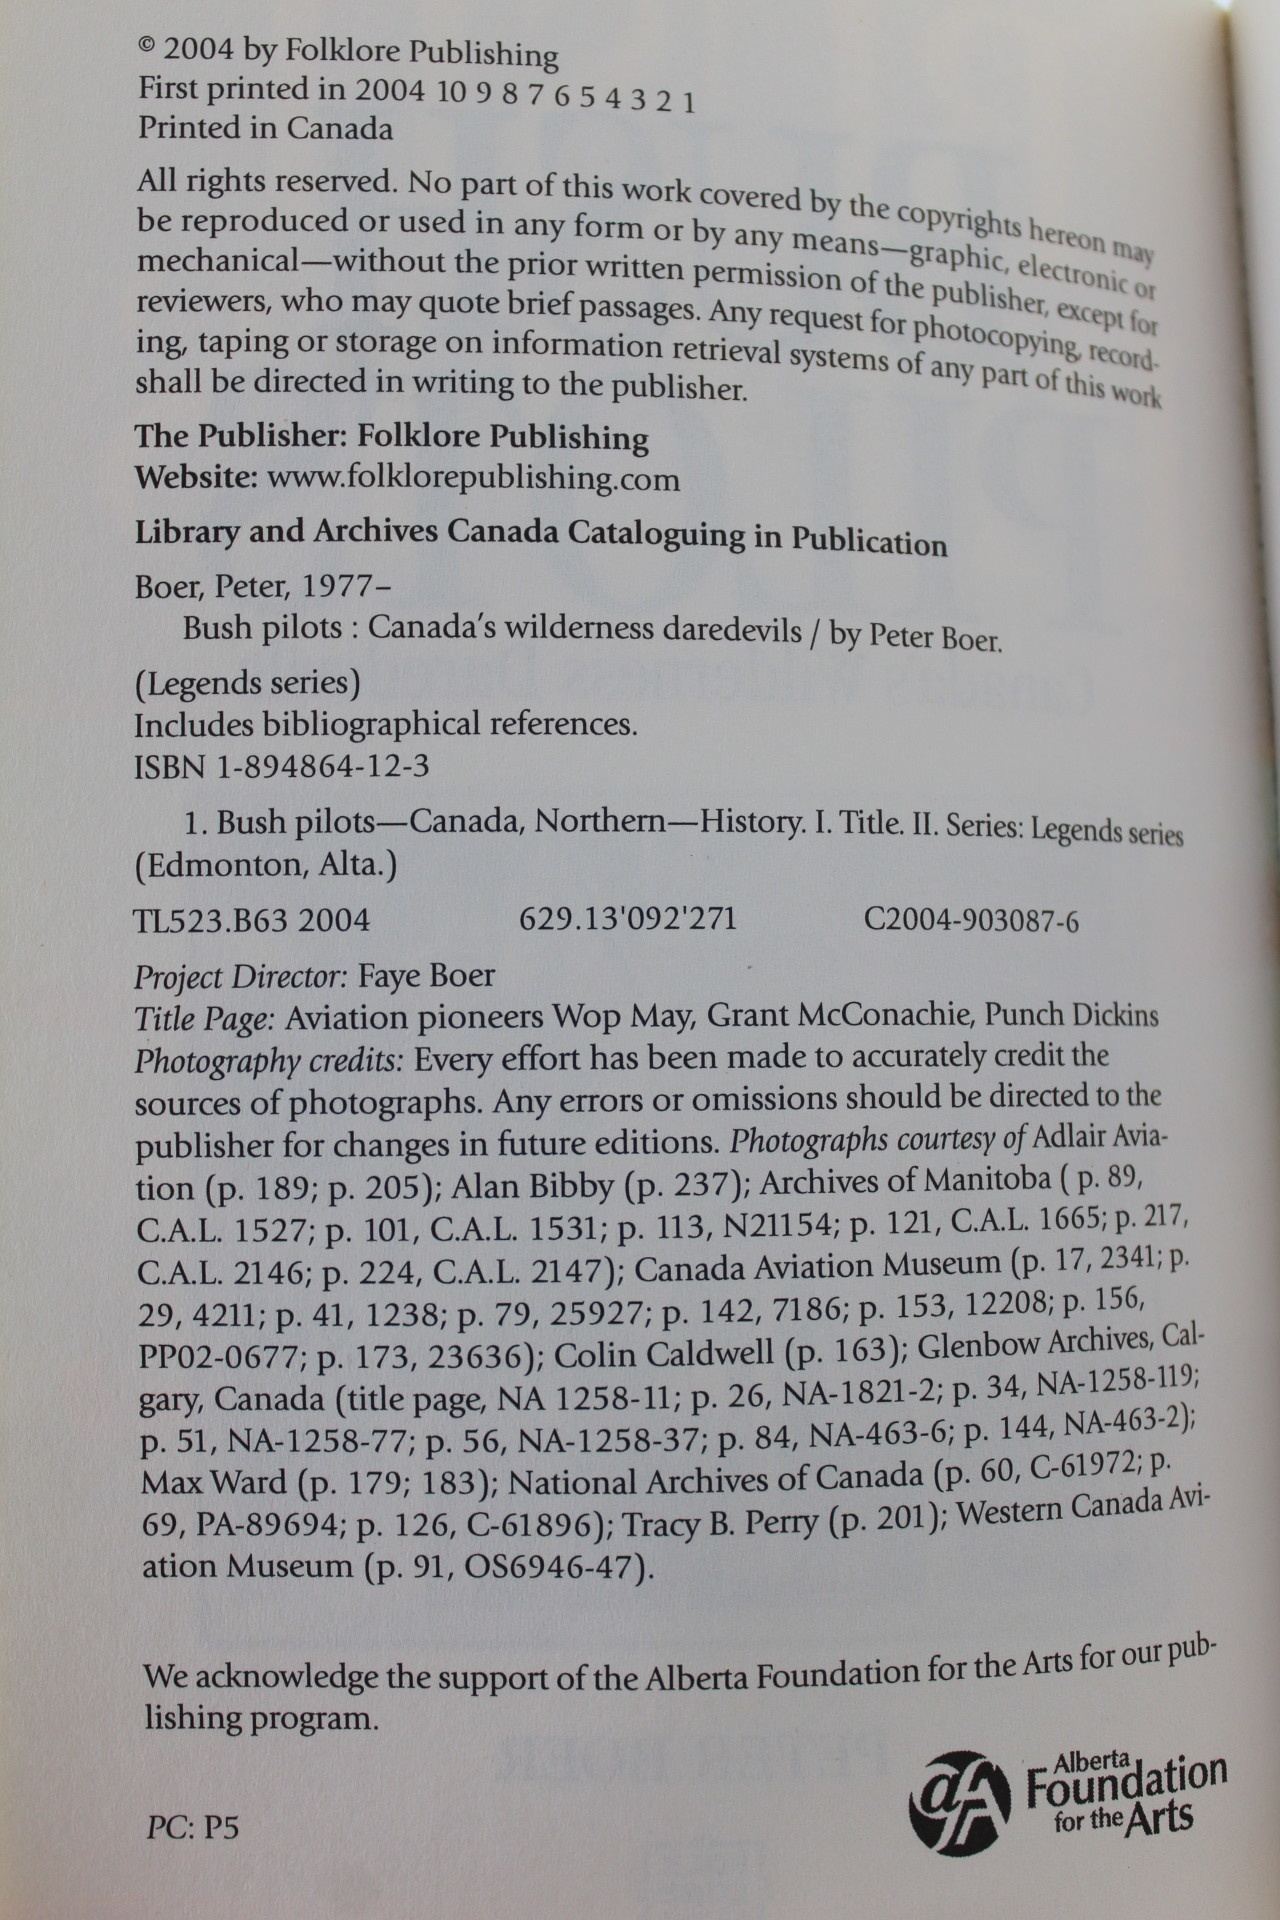 © 2004 by Folklore Publishing
First printed in 2004 10 9 8 7 6 5 4 3 2 1
Printed in Canada
All rights reserved. No part of this work covered by the copyrights hereon may
be reproduced or used in any form or by any means—graphic, electronic or
mechanical—without the prior written permission of the publisher, except for
reviewers, who may quote brief passages. Any request for photocopying, record-
ing, taping or storage on information retrieval systems of any part of this work
shall be directed in writing to the publisher.
The Publisher: Folklore Publishing
Website: www.folklorepublishing.com
Library and Archives Canada Cataloguing in Publication
Boer, Peter, 1977–
Bush pilots : Canada's wilderness daredevils / by Peter Boer.
(Legends series)
Includes bibliographical references.
ISBN 1-894864-12-3
1. Bush pilots—Canada, Northern—History. I. Title. II. Series: Legends series
(Edmonton, Alta.)
TL523.B63 2004 629.13'092'271 C2004-903087-6
Project Director: Faye Boer
Title Page: Aviation pioneers Wop May, Grant McConachie, Punch Dickins
Photography credits: Every effort has been made to accurately credit the
sources of photographs. Any errors or omissions should be directed to the
publisher for changes in future editions. Photographs courtesy of Adlair Avia-
tion (p. 189; p. 205); Alan Bibby (p. 237); Archives of Manitoba ( p. 89,
C.A.L. 1527; p. 101, C.A.L. 1531; p. 113, N21154; p. 121, C.A.L. 1665; p. 217,
C.A.L. 2146; p. 224, C.A.L. 2147); Canada Aviation Museum (p. 17, 2341; p.
29, 4211; p. 41, 1238; p. 79, 25927; p. 142, 7186; p. 153, 12208; p. 156,
PP02-0677; p. 173, 23636); Colin Caldwell (p. 163); Glenbow Archives, Cal-
gary, Canada (title page, NA 1258-11; p. 26, NA-1821-2; p. 34, NA-1258-119;
p. 51, NA-1258-77; p. 56, NA-1258-37; p. 84, NA-463-6; p. 144, NA-463-2);
Max Ward (p. 179; 183); National Archives of Canada (p. 60, C-61972; p.
69, PA-89694; p. 126, C-61896); Tracy B. Perry (p. 201); Western Canada Avi-
ation Museum (p. 91, OS6946-47).
We acknowledge the support of the Alberta Foundation for the Arts for our pub-
lishing program.
Alberta
Foundation
for the Arts
PC: P5